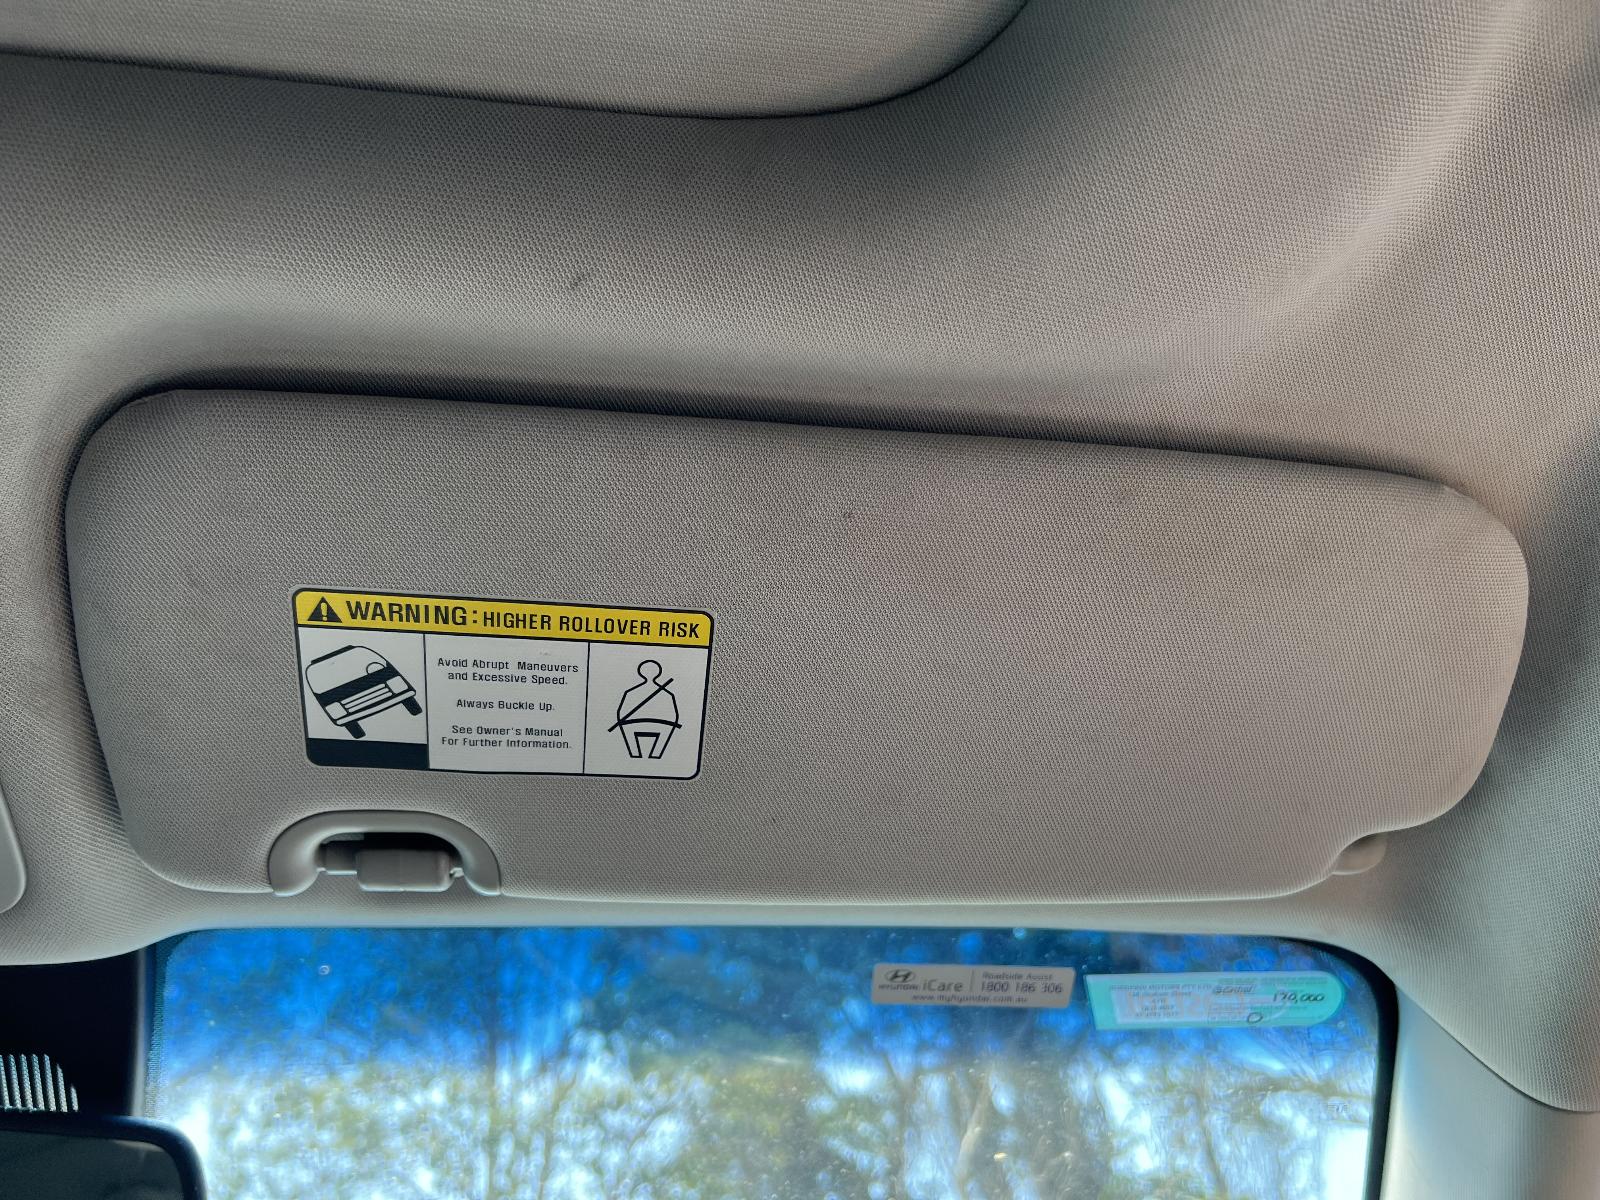 WARNING: HIGHER ROLLOVER RISK
Avoid Abrupt Maneuvers
and Excessive Speed.
Always Buckle Up.
See Owner's Manual
For Further Information.
HYUNDAI iCare
Roadside Assist
1800 186 306
www.myhyundai.com.au
170,000